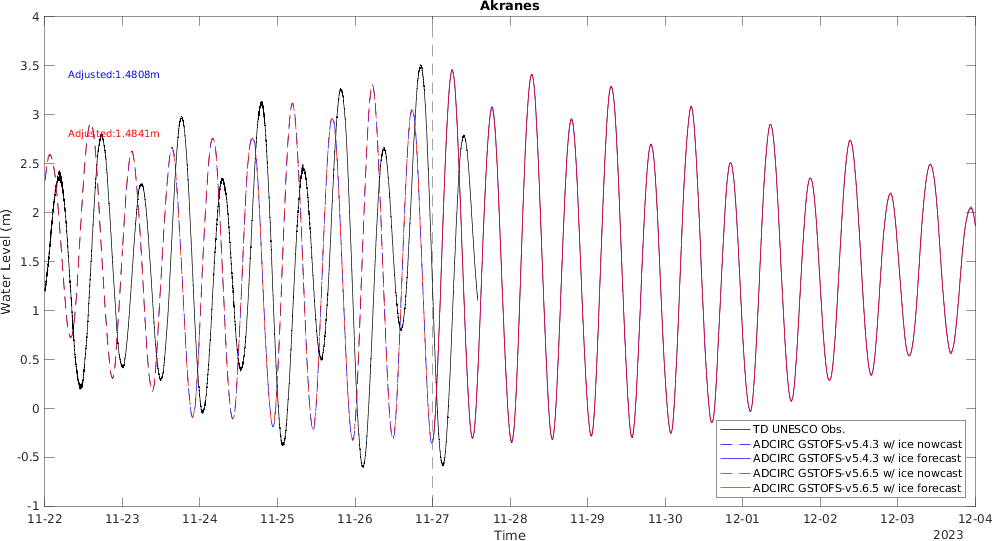 Akranes
4
3.5
3
2.5
2
1.5
1
0.5
0
-0.5
-1
Water Level (m)
Adjusted:1.4808m
Adjusted:1.4841m
TD UNESCO Obs.
ADCIRC GSTOFS-v5.4.3 w/ ice nowcast
ADCIRC GSTOFS-v5.4.3 w/ ice forecast
ADCIRC GSTOFS-v5.6.5 w/ ice nowcast
ADCIRC GSTOFS-v5.6.5 w/ ice forecast
11-22 11-23 11-24 11-25 11-26 11-27 11-28 11-29 11-30 12-01 12-02 12-03 12-04
Time
2023